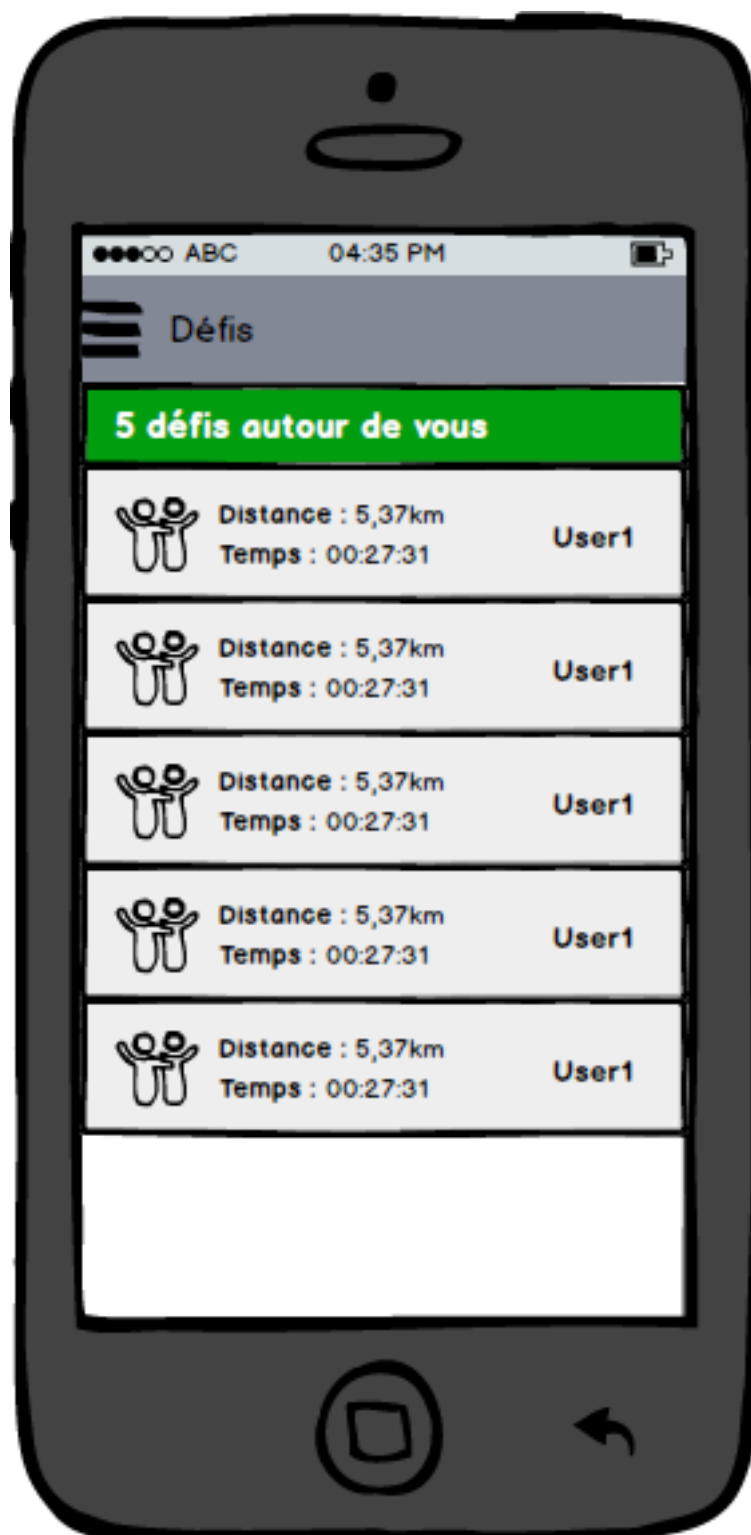 ABC 04:35 PM
Défis
5 défis autour de vous
Distance : 5,37km
Temps : 00:27:31
User1
Distance : 5,37km
Temps : 00:27:31
User1
Distance : 5,37km
Temps : 00:27:31
User1
Distance : 5,37km
Temps : 00:27:31
User1
Distance : 5,37km
Temps : 00:27:31
User1